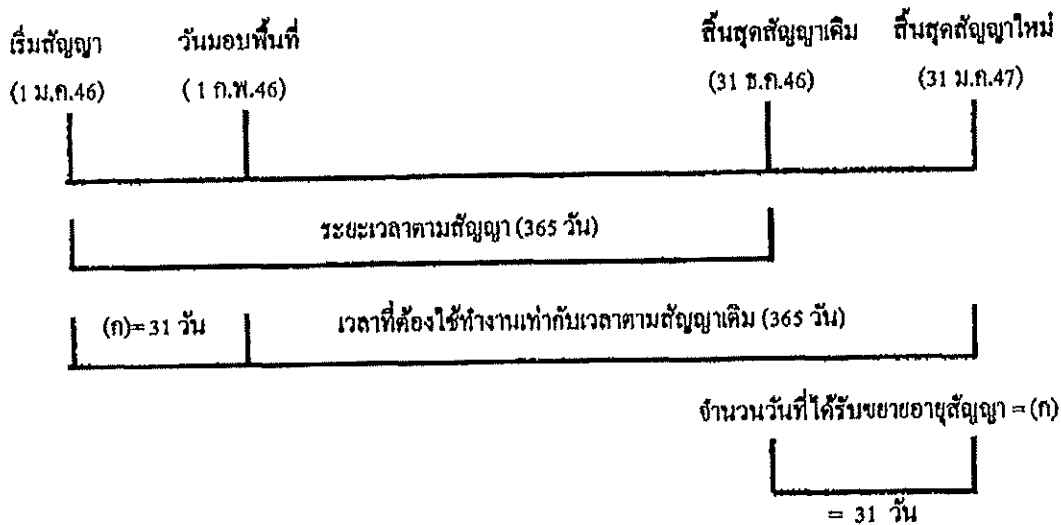 เริ่มสัญญา วันมอบพื้นที่ สิ้นสุดสัญญาเดิม สิ้นสุดสัญญาใหม่
(1 ม.ค.46) ( 1 ก.พ.46) (31 ธ.ค.46) (31 ม.ค.47)
ระยะเวลาตามสัญญา (365 วัน)
(ก)= 31 วัน เวลาที่ต้องใช้ทำงานเท่ากับเวลาตามสัญญาเดิม (365 วัน)
จำนวนวันที่ได้รับขยายอายุสัญญา = (ก)
= 31 วัน